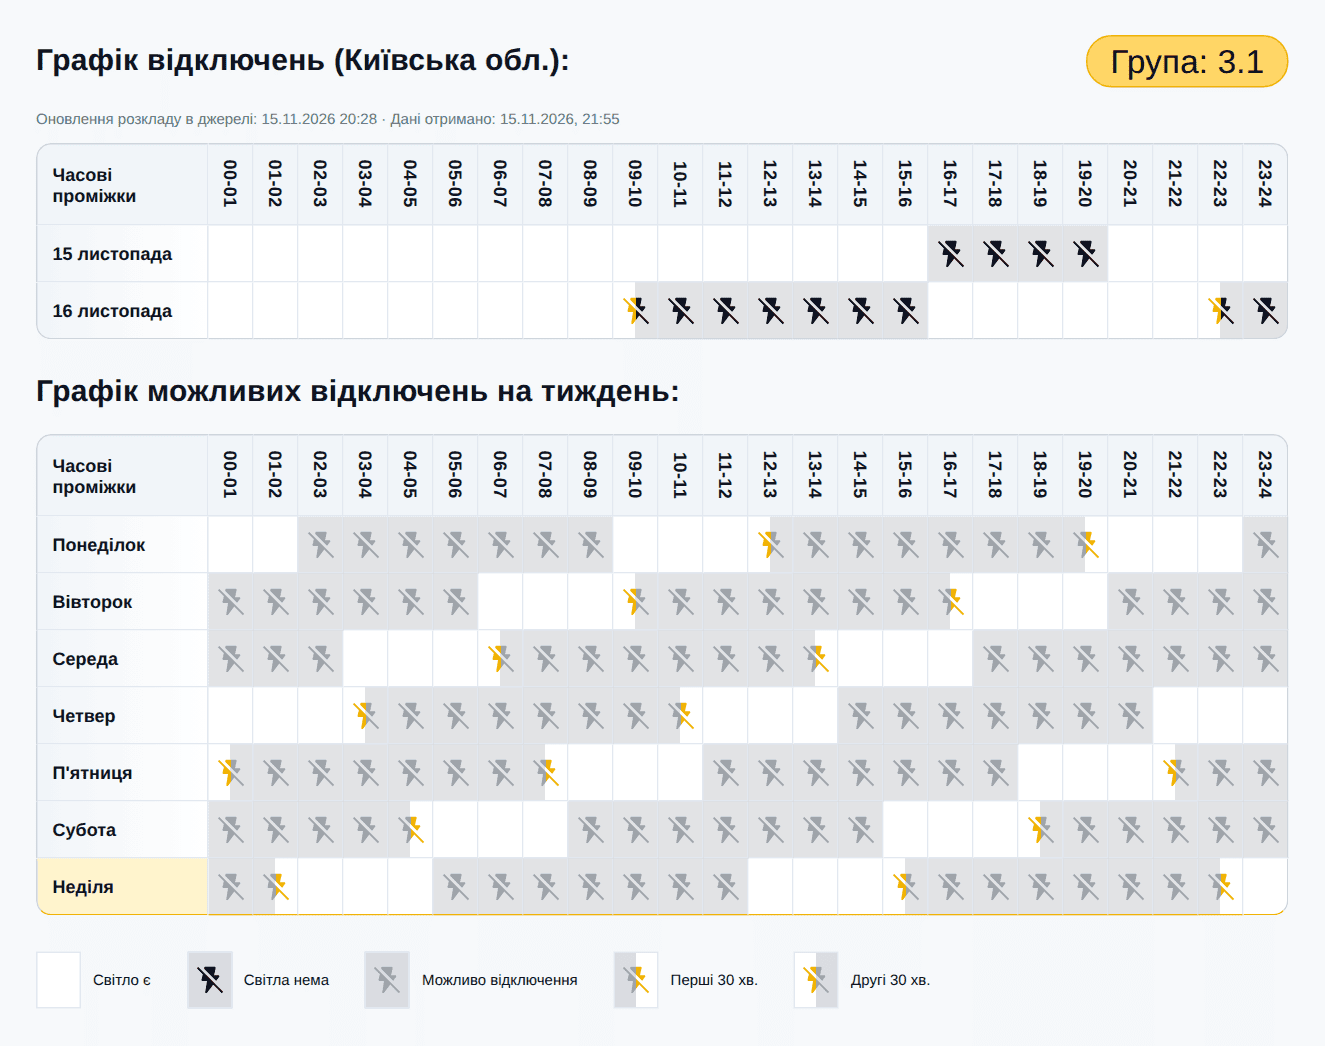 Графік відключень (Київська обл.):
Група: 3.1
Оновлення розкладу в джерелі: 15.11.2026 20:28 · Дані отримано: 15.11.2026, 21:55
Часові проміжки 00-01 01-02 02-03 03-04 04-05 05-06 06-07 07-08 08-09 09-10 10-11 11-12 12-13 13-14 14-15 15-16 16-17 17-18 18-19 19-20 20-21 21-22 22-23 23-24
15 листопада
16 листопада
Графік можливих відключень на тиждень:
Часові проміжки 00-01 01-02 02-03 03-04 04-05 05-06 06-07 07-08 08-09 09-10 10-11 11-12 12-13 13-14 14-15 15-16 16-17 17-18 18-19 19-20 20-21 21-22 22-23 23-24
Понеділок
Вівторок
Середа
Четвер
П'ятниця
Субота
Неділя
Світло є Світла нема Можливо відключення Перші 30 хв. Другі 30 хв.